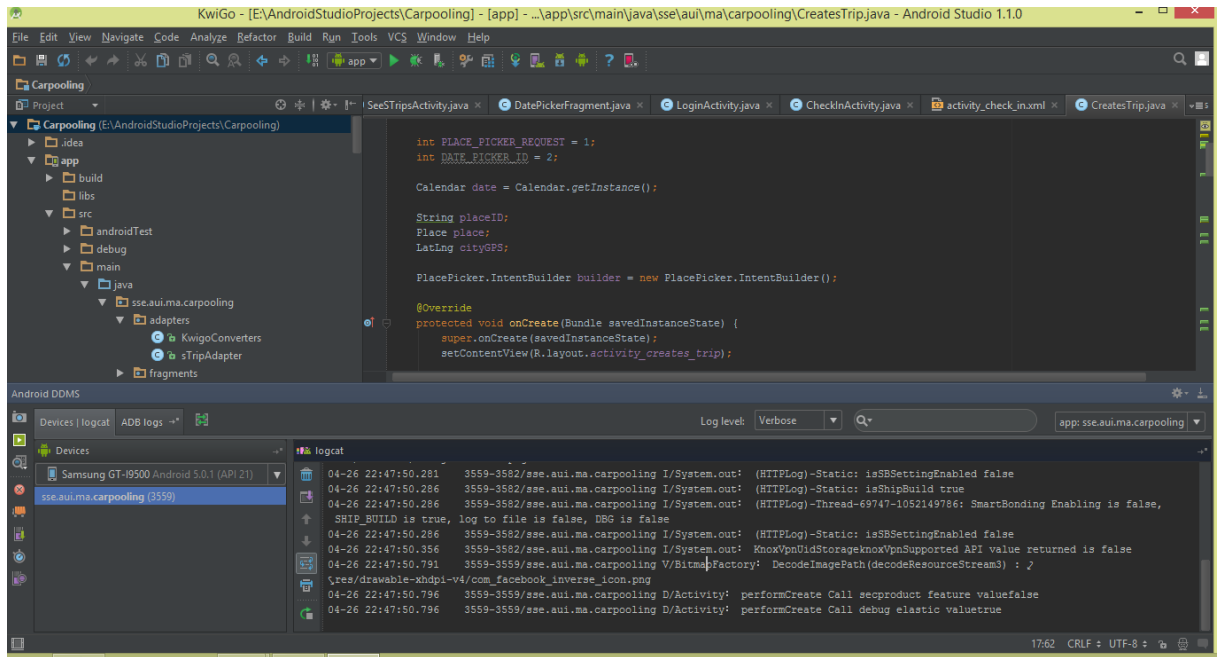 KwiGo - [E:\AndroidStudioProjects\Carpooling] - [app] - ...\app\src\main\java\sse\aui\ma\carpooling\CreatesTrip.java - Android Studio 1.1.0
File Edit View Navigate Code Analyze Refactor Build Run Tools VCS Window Help
app
Carpooling
Project
SeeSTripsActivity.java DatePickerFragment.java LoginActivity.java CheckInActivity.java activity_check_in.xml CreatesTrip.java
Carpooling (E:\AndroidStudioProjects\Carpooling)
.idea
app
build
libs
src
androidTest
debug
main
java
sse.aui.ma.carpooling
adapters
KwigoConverters
sTripAdapter
fragments
int PLACE_PICKER_REQUEST = 1;
int DATE_PICKER_ID = 2;
Calendar date = Calendar.getInstance();
String placeID;
Place place;
LatLng cityGPS;
PlacePicker.IntentBuilder builder = new PlacePicker.IntentBuilder();
@Override
protected void onCreate(Bundle savedInstanceState) {
super.onCreate(savedInstanceState);
setContentView(R.layout.activity_creates_trip);
Android DDMS
Devices | logcat ADB logs Log level: Verbose app: sse.aui.ma.carpooling
Devices
Samsung GT-I9500 Android 5.0.1 (API 21)
sse.aui.ma.carpooling (3559)
logcat
04-26 22:47:50.281 3559-3582/sse.aui.ma.carpooling I/System.out: (HTTPLog)-Static: isSBSettingEnabled false
04-26 22:47:50.286 3559-3582/sse.aui.ma.carpooling I/System.out: (HTTPLog)-Static: isShipBuild true
04-26 22:47:50.286 3559-3582/sse.aui.ma.carpooling I/System.out: (HTTPLog)-Thread-69747-1052149786: SmartBonding Enabling is false,
SHIP_BUILD is true, log to file is false, DBG is false
04-26 22:47:50.286 3559-3582/sse.aui.ma.carpooling I/System.out: (HTTPLog)-Static: isSBSettingEnabled false
04-26 22:47:50.356 3559-3582/sse.aui.ma.carpooling I/System.out: KnoxVpnUidStorageknoxVpnSupported API value returned is false
04-26 22:47:50.791 3559-3559/sse.aui.ma.carpooling V/BitmapFactory: DecodeImagePath(decodeResourceStream3) :
res/drawable-xhdpi-v4/com_facebook_inverse_icon.png
04-26 22:47:50.796 3559-3559/sse.aui.ma.carpooling D/Activity: performCreate Call secproduct feature valuefalse
04-26 22:47:50.796 3559-3559/sse.aui.ma.carpooling D/Activity: performCreate Call debug elastic valuetrue
17:62 CRLF UTF-8